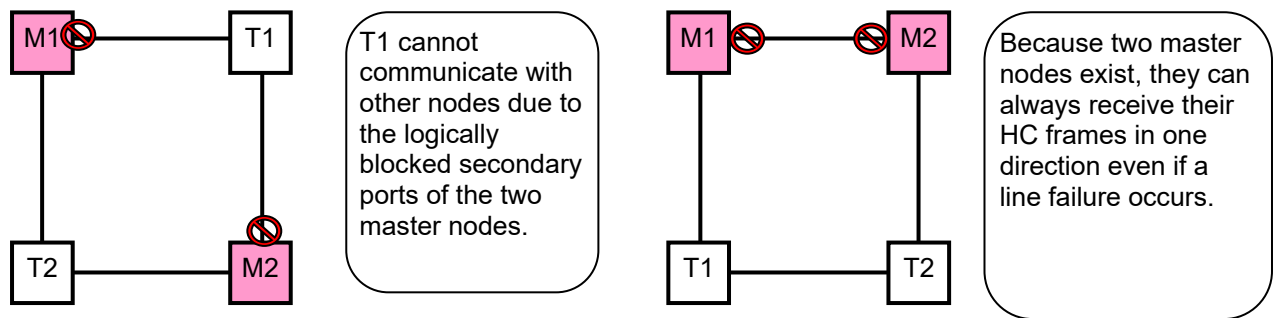 M1
T1
T2
M2
T1 cannot
communicate with
other nodes due to
the logically
blocked secondary
ports of the two
master nodes.
M1
M2
T1
T2
Because two master
nodes exist, they can
always receive their
HC frames in one
direction even if a
line failure occurs.